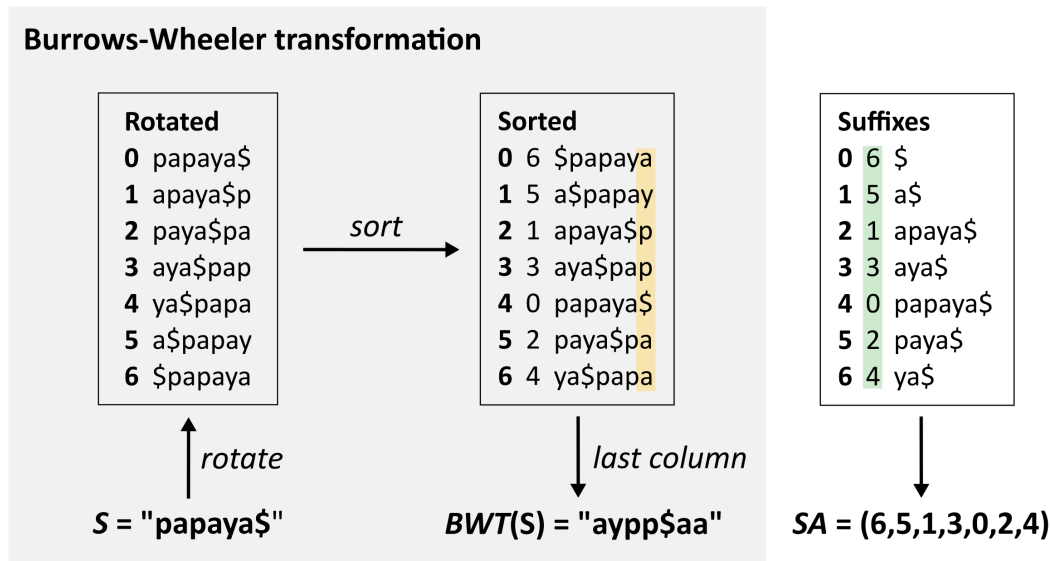 Burrows-Wheeler transformation
Rotated
0 papaya$
1 apaya$p
2 paya$pa
3 aya$pap
4 ya$papa
5 a$papay
6 $papaya
sort
Sorted
0 6 $papaya
1 5 a$papay
2 1 apaya$p
3 3 aya$pap
4 0 papaya$
5 2 paya$pa
6 4 ya$papa
Suffixes
0 6 $
1 5 a$
2 1 apaya$
3 3 aya$
4 0 papaya$
5 2 paya$
6 4 ya$
rotate
last column
S = "papaya$"
BWT(S) = "aypp$aa"
SA = (6,5,1,3,0,2,4)